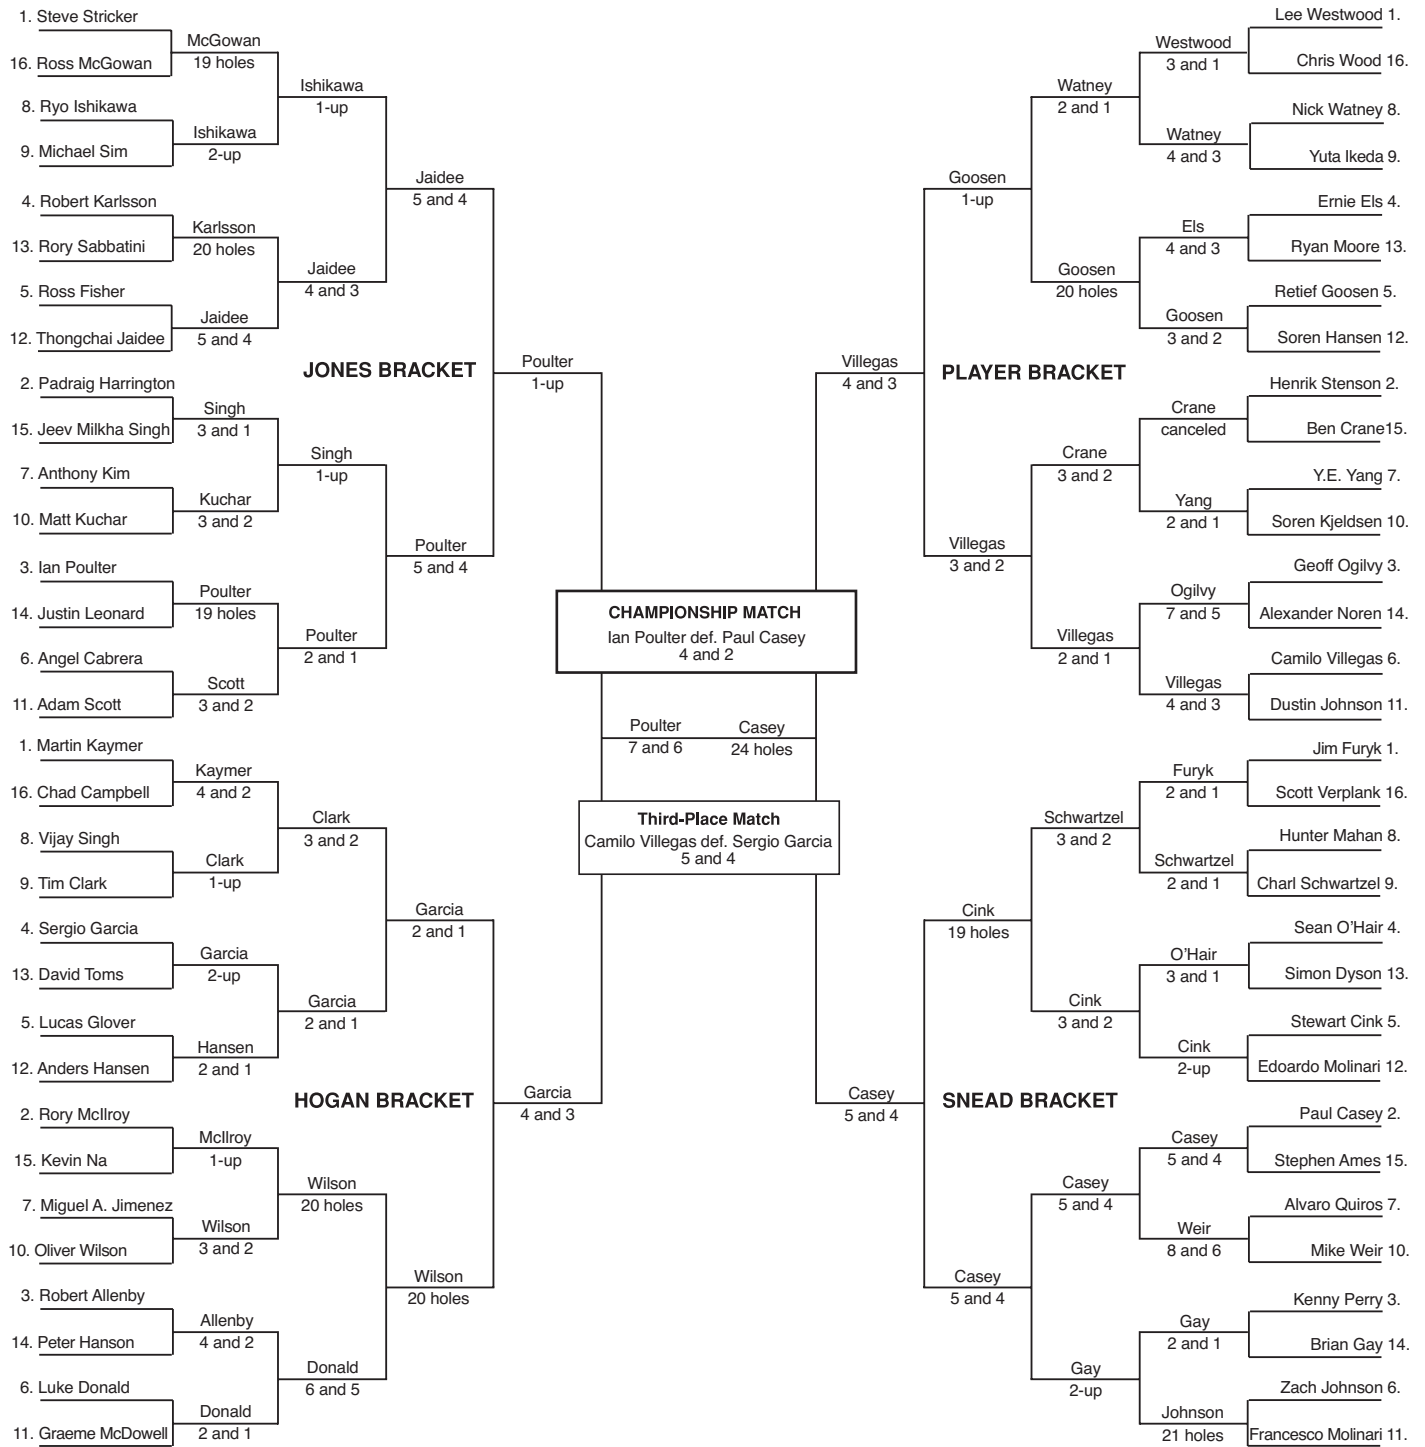 1. Steve Stricker
McGowan
19 holes
16. Ross McGowan
Ishikawa
1-up
8. Ryo Ishikawa
Ishikawa
2-up
9. Michael Sim
Jaidee
5 and 4
4. Robert Karlsson
Karlsson
20 holes
13. Rory Sabbatini
Jaidee
4 and 3
5. Ross Fisher
Jaidee
5 and 4
12. Thongchai Jaidee
JONES BRACKET
Poulter
1-up
2. Padraig Harrington
Singh
3 and 1
15. Jeev Milkha Singh
Singh
1-up
7. Anthony Kim
Kuchar
3 and 2
10. Matt Kuchar
Poulter
5 and 4
3. Ian Poulter
Poulter
19 holes
14. Justin Leonard
Poulter
2 and 1
6. Angel Cabrera
Scott
3 and 2
11. Adam Scott
1. Martin Kaymer
Kaymer
4 and 2
16. Chad Campbell
Clark
3 and 2
8. Vijay Singh
Clark
1-up
9. Tim Clark
Garcia
2 and 1
4. Sergio Garcia
Garcia
2-up
13. David Toms
Garcia
2 and 1
5. Lucas Glover
Hansen
2 and 1
12. Anders Hansen
HOGAN BRACKET
Garcia
4 and 3
2. Rory McIlroy
McIlroy
1-up
15. Kevin Na
Wilson
20 holes
7. Miguel A. Jimenez
Wilson
3 and 2
10. Oliver Wilson
Wilson
20 holes
3. Robert Allenby
Allenby
4 and 2
14. Peter Hanson
Donald
6 and 5
6. Luke Donald
Donald
2 and 1
11. Graeme McDowell
CHAMPIONSHIP MATCH
Ian Poulter def. Paul Casey
4 and 2
Poulter
7 and 6
Casey
24 holes
Third-Place Match
Camilo Villegas def. Sergio Garcia
5 and 4
Lee Westwood 1.
Westwood
3 and 1
Chris Wood 16.
Watney
2 and 1
Nick Watney 8.
Watney
4 and 3
Yuta Ikeda 9.
Goosen
1-up
Ernie Els 4.
Els
4 and 3
Ryan Moore 13.
Goosen
20 holes
Retief Goosen 5.
Goosen
3 and 2
Soren Hansen 12.
Villegas
4 and 3
PLAYER BRACKET
Henrik Stenson 2.
Crane
canceled
Ben Crane15.
Crane
3 and 2
Y.E. Yang 7.
Yang
2 and 1
Soren Kjeldsen 10.
Villegas
3 and 2
Geoff Ogilvy 3.
Ogilvy
7 and 5
Alexander Noren 14.
Villegas
2 and 1
Camilo Villegas 6.
Villegas
4 and 3
Dustin Johnson 11.
Jim Furyk 1.
Furyk
2 and 1
Scott Verplank 16.
Schwartzel
3 and 2
Hunter Mahan 8.
Schwartzel
2 and 1
Charl Schwartzel 9.
Cink
19 holes
Sean O'Hair 4.
O'Hair
3 and 1
Simon Dyson 13.
Cink
3 and 2
Stewart Cink 5.
Cink
2-up
Edoardo Molinari 12.
Casey
5 and 4
SNEAD BRACKET
Paul Casey 2.
Casey
5 and 4
Stephen Ames 15.
Casey
5 and 4
Alvaro Quiros 7.
Weir
8 and 6
Mike Weir 10.
Casey
5 and 4
Kenny Perry 3.
Gay
2 and 1
Brian Gay 14.
Gay
2-up
Zach Johnson 6.
Johnson
21 holes
Francesco Molinari 11.